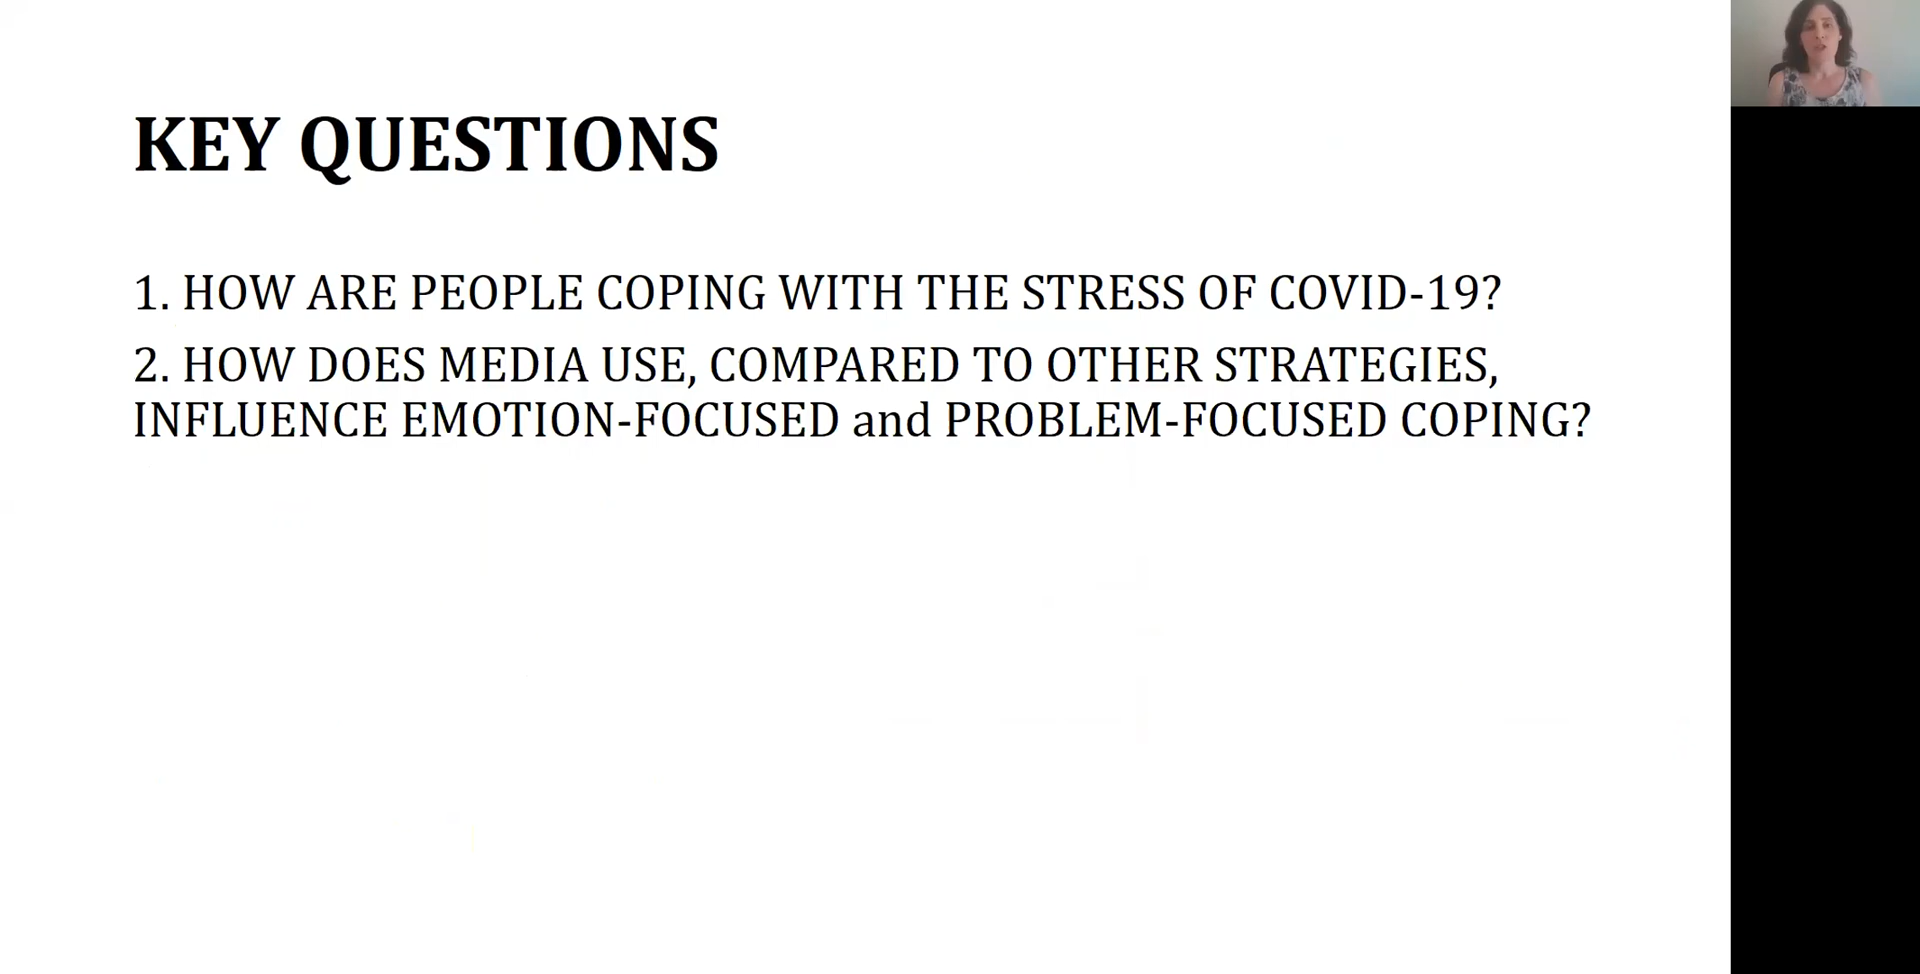 KEY QUESTIONS
1. HOW ARE PEOPLE COPING WITH THE STRESS OF COVID-19?
2. HOW DOES MEDIA USE, COMPARED TO OTHER STRATEGIES,
INFLUENCE EMOTION-FOCUSED and PROBLEM-FOCUSED COPING?